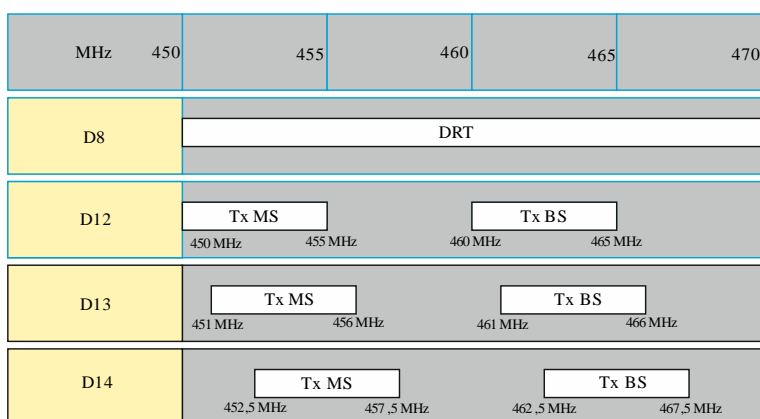 MHz 450 455 460 465 470
D8 DRT
D12 Tx MS Tx BS
450 MHz 455 MHz 460 MHz 465 MHz
D13 Tx MS Tx BS
451 MHz 456 MHz 461 MHz 466 MHz
D14 Tx MS Tx BS
452,5 MHz 457,5 MHz 462,5 MHz 467,5 MHz